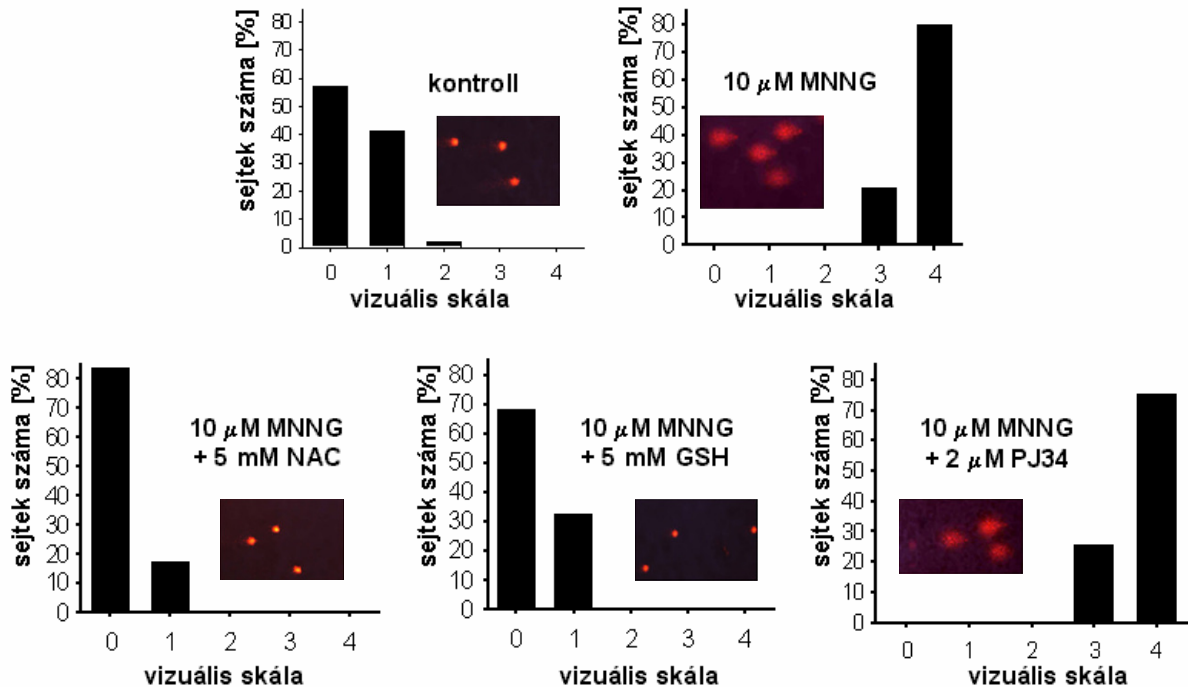 sejtek száma [%]
80
70
60
50
40
30
20
10
0
kontroll
0 1 2 3 4
vizuális skála
sejtek száma [%]
80
70
60
50
40
30
20
10
0
10 μM MNNG
0 1 2 3 4
vizuális skála
sejtek száma [%]
80
70
60
50
40
30
20
10
0
10 μM MNNG
+ 5 mM NAC
0 1 2 3 4
vizuális skála
sejtek száma [%]
80
70
60
50
40
30
20
10
0
10 μM MNNG
+ 5 mM GSH
0 1 2 3 4
vizuális skála
sejtek száma [%]
80
70
60
50
40
30
20
10
0
10 μM MNNG
+ 2 μM PJ34
0 1 2 3 4
vizuális skála